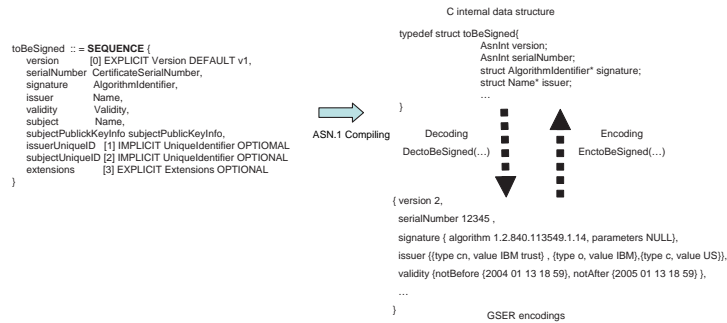 C internal data structure
toBeSigned :: = SEQUENCE {
version [0] EXPLICIT Version DEFAULT v1,
serialNumber CertificateSerialNumber,
signature AlgorithmIdentifier,
issuer Name,
validity Validity,
subject Name,
subjectPublickKeyInfo subjectPublicKeyInfo,
issuerUniqueID [1] IMPLICIT UniqueIdentifier OPTIOMAL
subjectUniqueID [2] IMPLICIT UniqueIdentifier OPTIONAL
extensions [3] EXPLICIT Extensions OPTIONAL
}
ASN.1 Compiling
typedef struct toBeSigned{
AsnInt version;
AsnInt serialNumber;
struct AlgorithmIdentifier* signature;
struct Name* issuer;
…
}
Decoding
DectoBeSigned(…)
Encoding
EnctoBeSigned(…)
{ version 2,
serialNumber 12345 ,
signature { algorithm 1.2.840.113549.1.14, parameters NULL},
issuer {{type cn, value IBM trust} , {type o, value IBM},{type c, value US}},
validity {notBefore {2004 01 13 18 59}, notAfter {2005 01 13 18 59} },
…
}
GSER encodings